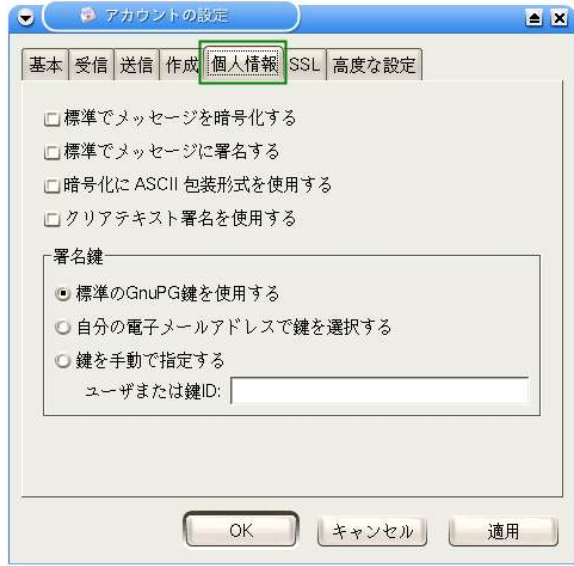 アカウントの設定
基本 受信 送信 作成 個人情報 SSL 高度な設定
標準でメッセージを暗号化する
標準でメッセージに署名する
暗号化に ASCII 包装形式を使用する
クリアテキスト署名を使用する
署名鍵
標準のGnuPG鍵を使用する
自分の電子メールアドレスで鍵を選択する
鍵を手動で指定する
ユーザまたは鍵ID:
OK キャンセル 適用